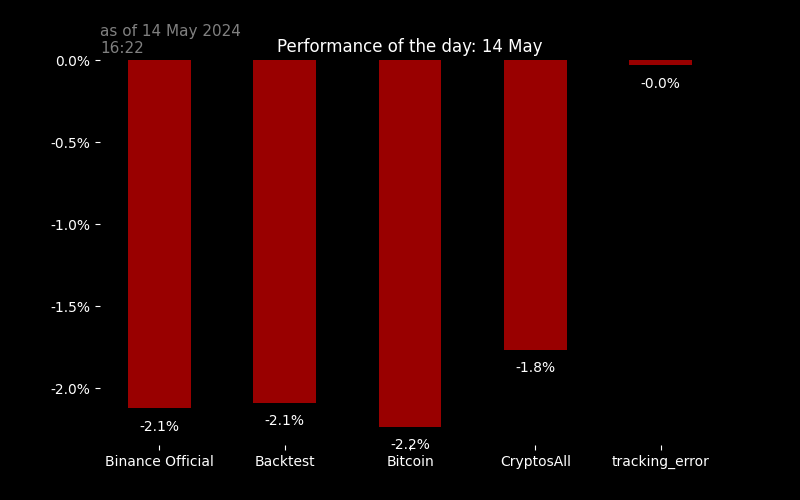 as of 14 May 2024
16:22
Performance of the day: 14 May
0.0%
-0.5%
-1.0%
-1.5%
-2.0%
-2.1%
-2.1%
-2.2%
-1.8%
-0.0%
Binance Official
Backtest
Bitcoin
CryptosAll
tracking_error